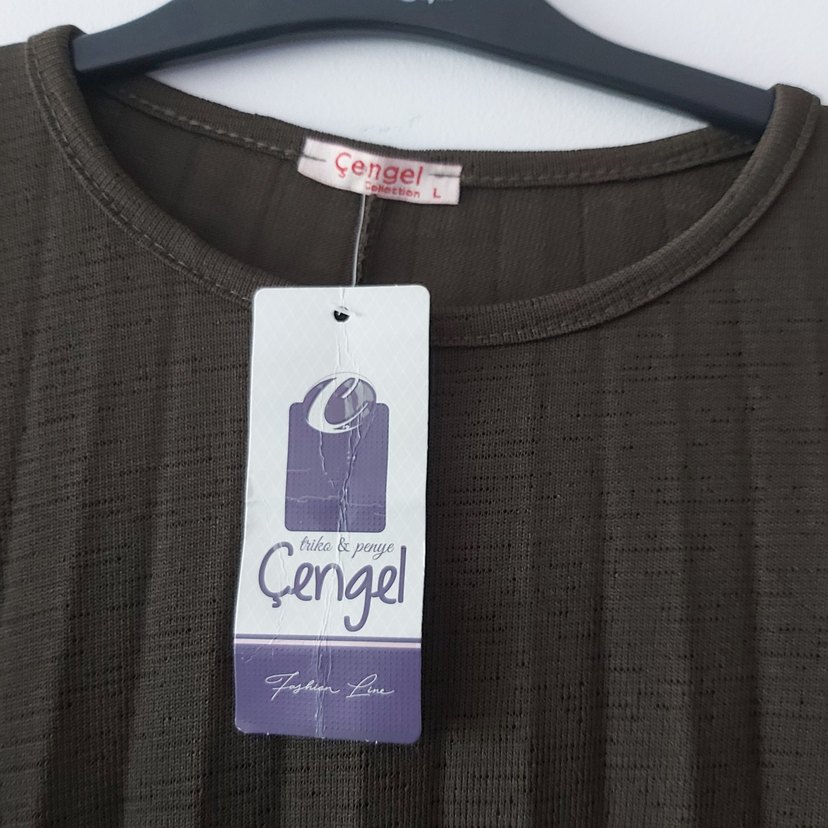 Çengel
Collection L
C
triko & penye
Çengel
Fashion Line